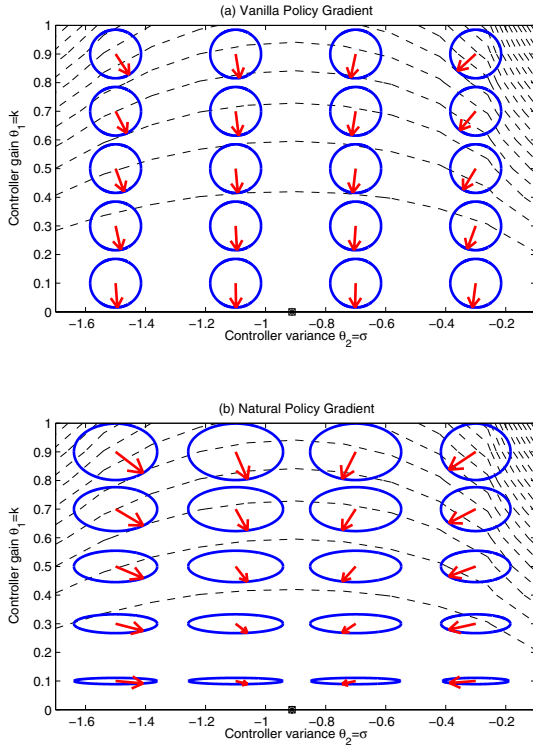 (a) Vanilla Policy Gradient
Controller gain θ₁=k
1
0.9
0.8
0.7
0.6
0.5
0.4
0.3
0.2
0.1
0
−1.6 −1.4 −1.2 −1 −0.8 −0.6 −0.4 −0.2
Controller variance θ₂=σ
(b) Natural Policy Gradient
Controller gain θ₁=k
1
0.9
0.8
0.7
0.6
0.5
0.4
0.3
0.2
0.1
0
−1.6 −1.4 −1.2 −1 −0.8 −0.6 −0.4 −0.2
Controller variance θ₂=σ